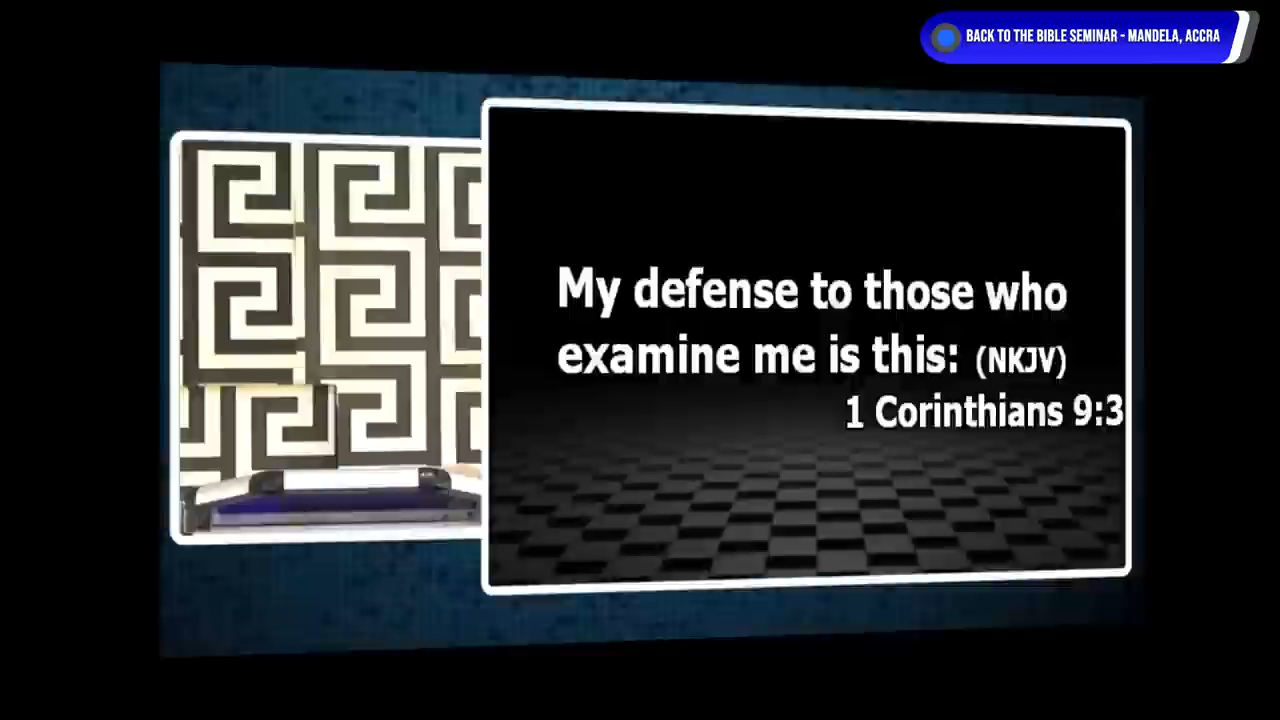 BACK TO THE BIBLE SEMINAR - MANDELA, ACCRA
My defense to those who
examine me is this: (NKJV)
1 Corinthians 9:3